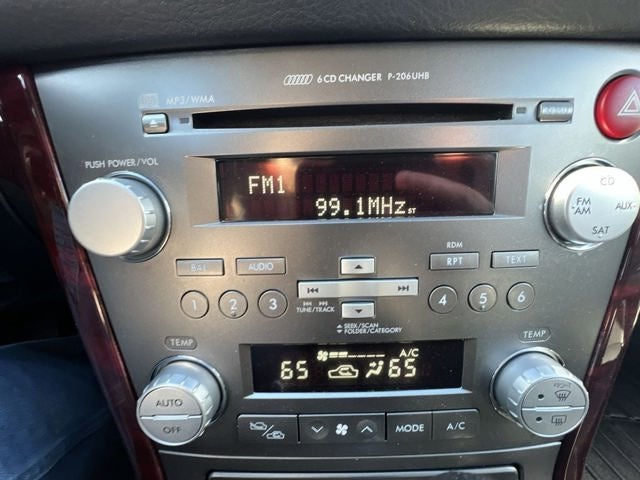 6 CD CHANGER P-206UHB
MP3/WMA
PUSH POWER/VOL
FM1
99.1MHz ST
CD
FM
AM
AUX
SAT
BAL
AUDIO
RDM
RPT
TEXT
1
2
3
TUNE/TRACK
SEEK/SCAN
FOLDER/CATEGORY
4
5
6
TEMP
TEMP
65
A/C
65
AUTO
OFF
FRONT
MODE
A/C